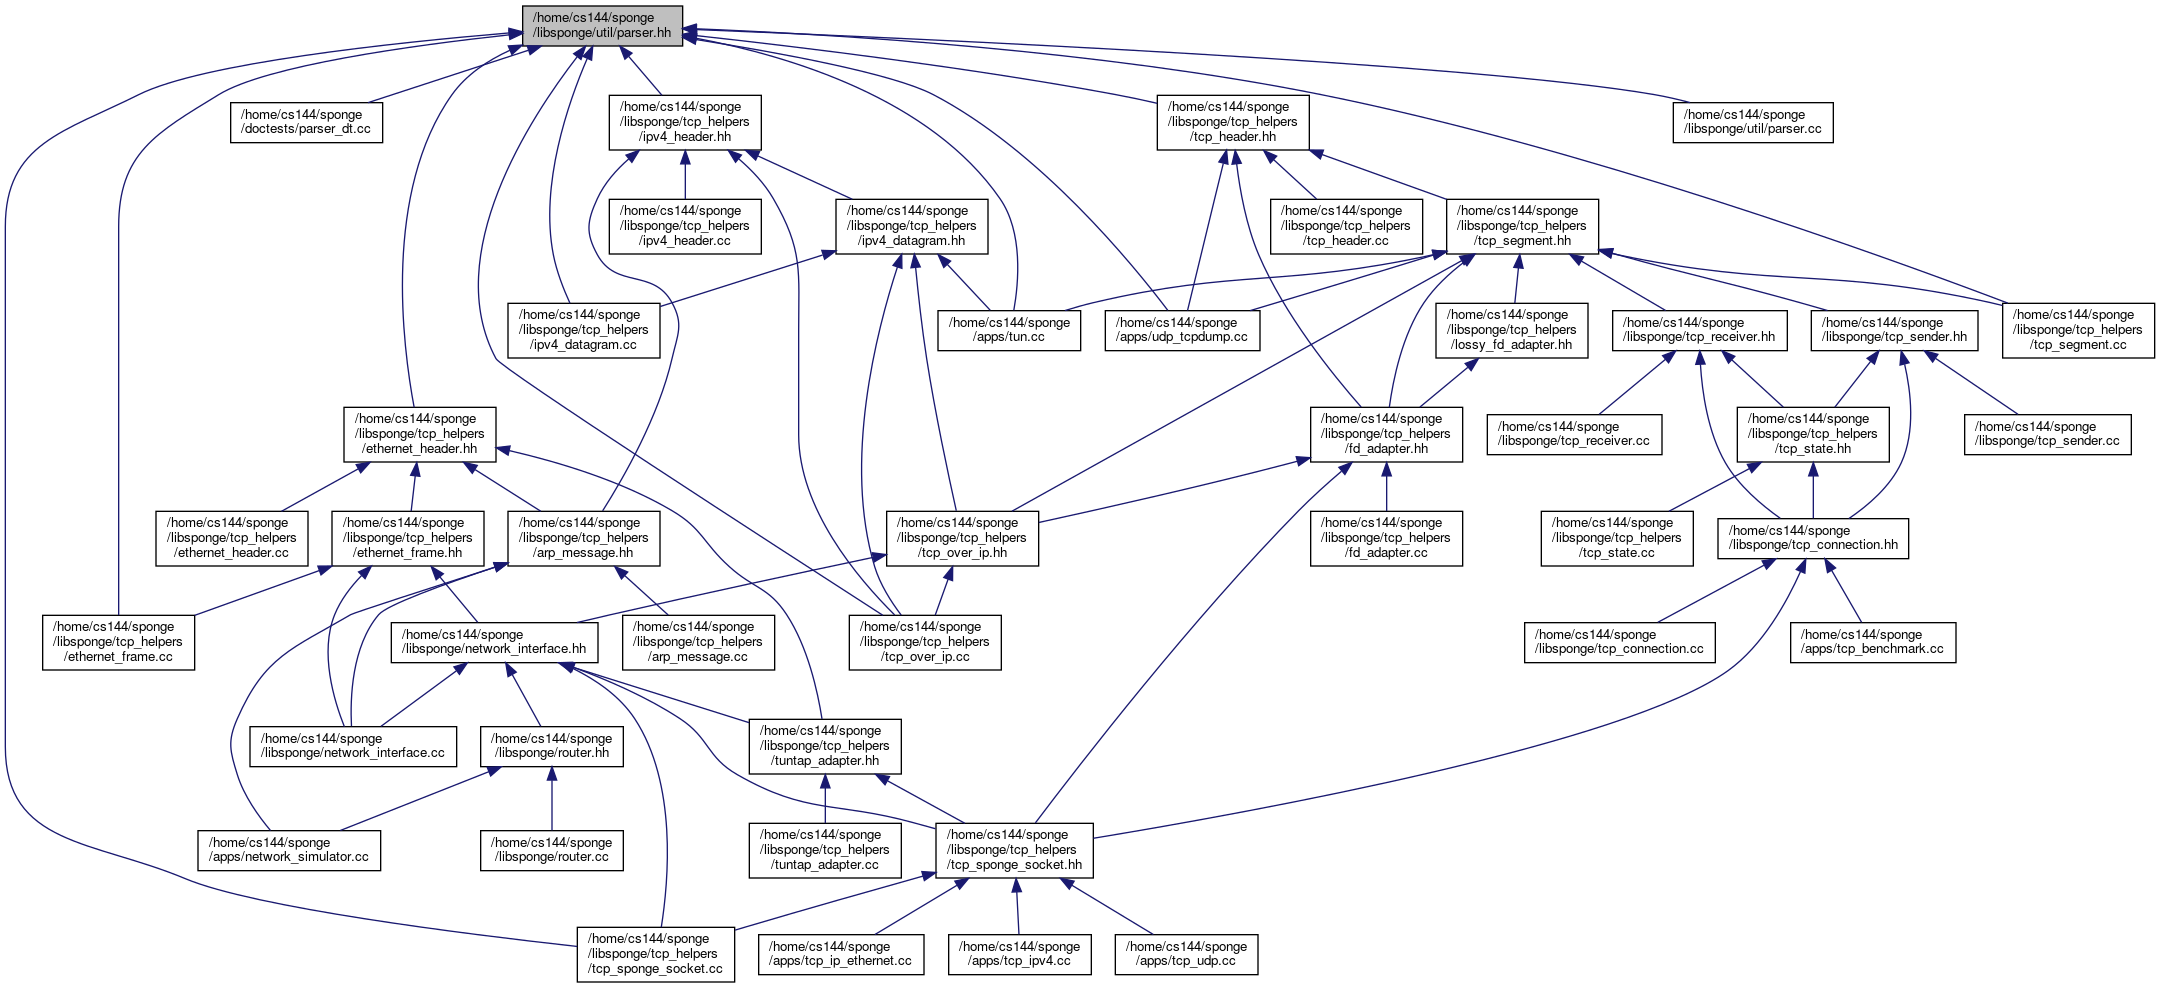 /home/cs144/sponge
/libsponge/util/parser.hh
/home/cs144/sponge
/doctests/parser_dt.cc
/home/cs144/sponge
/libsponge/tcp_helpers
/ipv4_header.hh
/home/cs144/sponge
/libsponge/tcp_helpers
/tcp_header.hh
/home/cs144/sponge
/libsponge/util/parser.cc
/home/cs144/sponge
/libsponge/tcp_helpers
/ipv4_header.cc
/home/cs144/sponge
/libsponge/tcp_helpers
/ipv4_datagram.hh
/home/cs144/sponge
/libsponge/tcp_helpers
/tcp_header.cc
/home/cs144/sponge
/libsponge/tcp_helpers
/tcp_segment.hh
/home/cs144/sponge
/libsponge/tcp_helpers
/ipv4_datagram.cc
/home/cs144/sponge
/apps/tun.cc
/home/cs144/sponge
/apps/udp_tcpdump.cc
/home/cs144/sponge
/libsponge/tcp_helpers
/lossy_fd_adapter.hh
/home/cs144/sponge
/libsponge/tcp_receiver.hh
/home/cs144/sponge
/libsponge/tcp_sender.hh
/home/cs144/sponge
/libsponge/tcp_helpers
/tcp_segment.cc
/home/cs144/sponge
/libsponge/tcp_helpers
/ethernet_header.hh
/home/cs144/sponge
/libsponge/tcp_helpers
/fd_adapter.hh
/home/cs144/sponge
/libsponge/tcp_receiver.cc
/home/cs144/sponge
/libsponge/tcp_helpers
/tcp_state.hh
/home/cs144/sponge
/libsponge/tcp_sender.cc
/home/cs144/sponge
/libsponge/tcp_helpers
/ethernet_header.cc
/home/cs144/sponge
/libsponge/tcp_helpers
/ethernet_frame.hh
/home/cs144/sponge
/libsponge/tcp_helpers
/arp_message.hh
/home/cs144/sponge
/libsponge/tcp_helpers
/tcp_over_ip.hh
/home/cs144/sponge
/libsponge/tcp_helpers
/fd_adapter.cc
/home/cs144/sponge
/libsponge/tcp_helpers
/tcp_state.cc
/home/cs144/sponge
/libsponge/tcp_connection.hh
/home/cs144/sponge
/libsponge/tcp_helpers
/ethernet_frame.cc
/home/cs144/sponge
/libsponge/network_interface.hh
/home/cs144/sponge
/libsponge/tcp_helpers
/arp_message.cc
/home/cs144/sponge
/libsponge/tcp_helpers
/tcp_over_ip.cc
/home/cs144/sponge
/libsponge/tcp_connection.cc
/home/cs144/sponge
/apps/tcp_benchmark.cc
/home/cs144/sponge
/libsponge/network_interface.cc
/home/cs144/sponge
/libsponge/router.hh
/home/cs144/sponge
/libsponge/tcp_helpers
/tuntap_adapter.hh
/home/cs144/sponge
/apps/network_simulator.cc
/home/cs144/sponge
/libsponge/router.cc
/home/cs144/sponge
/libsponge/tcp_helpers
/tuntap_adapter.cc
/home/cs144/sponge
/libsponge/tcp_helpers
/tcp_sponge_socket.hh
/home/cs144/sponge
/libsponge/tcp_helpers
/tcp_sponge_socket.cc
/home/cs144/sponge
/apps/tcp_ip_ethernet.cc
/home/cs144/sponge
/apps/tcp_ipv4.cc
/home/cs144/sponge
/apps/tcp_udp.cc